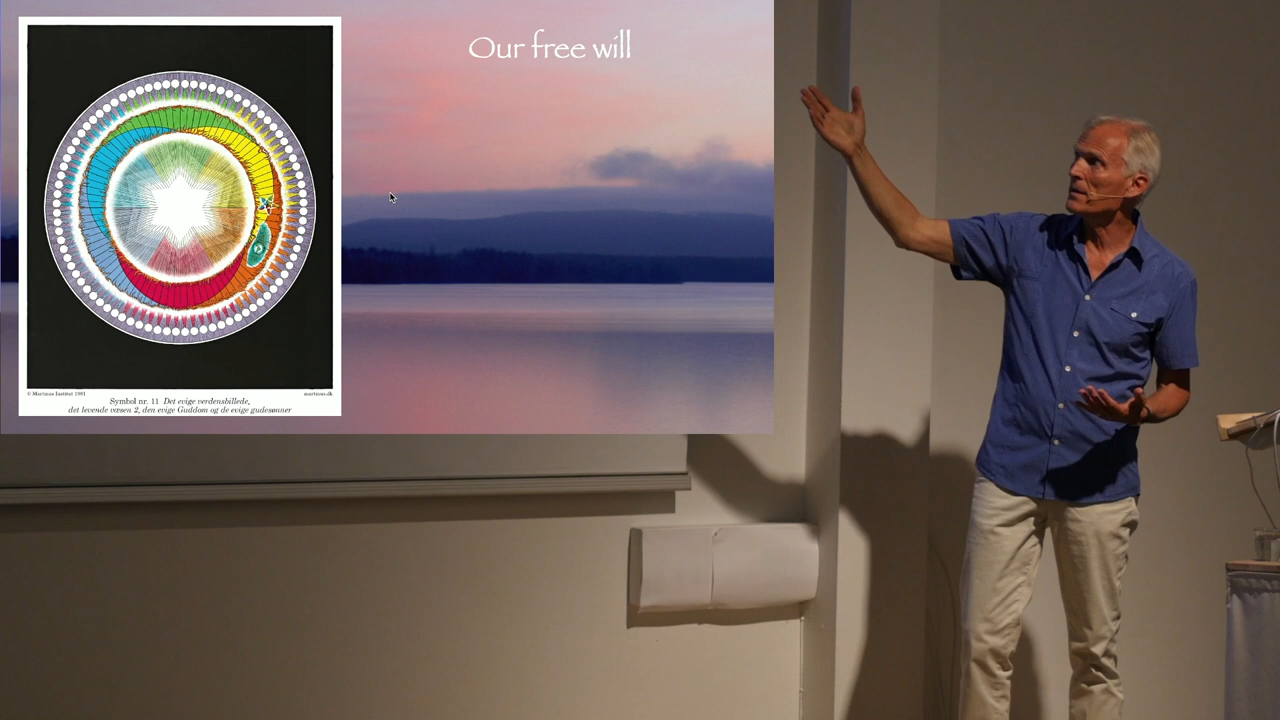 Our free will
© Martinus Institut 1981
martinus.dk
Symbol nr. 11 Det evige verdensbillede,
det levende væsen 2, den evige Guddom og de evige gudesønner